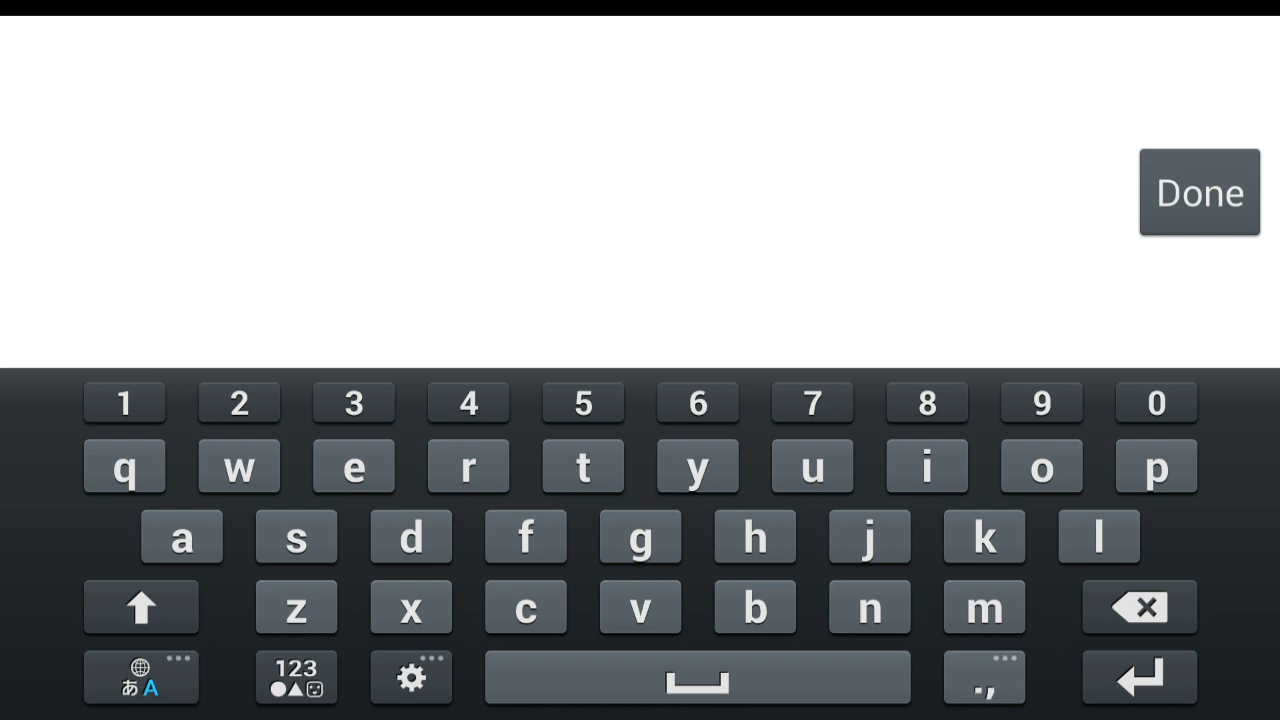 Done
1 2 3 4 5 6 7 8 9 0
q w e r t y u i o p
a s d f g h j k l
z x c v b n m
あA 123 .,